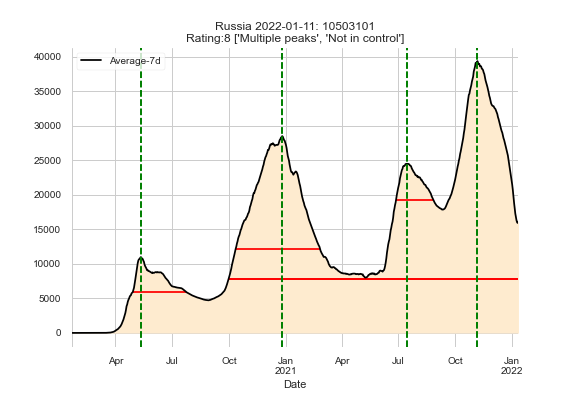 Russia 2022-01-11: 10503101
Rating:8 ['Multiple peaks', 'Not in control']
Average-7d
40000
35000
30000
25000
20000
15000
10000
5000
0
Apr Jul Oct Jan Apr Jul Oct Jan
2021 2022
Date